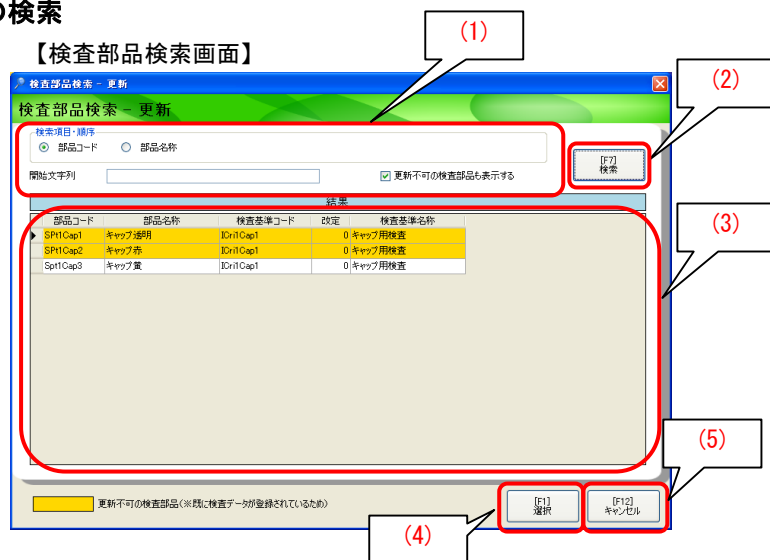 の検索
【検査部品検索画面】
(1)
(2)
検査部品検索 - 更新
検査部品検索 - 更新
検索項目・順序
部品コード 部品名称
開始文字列 更新不可の検査部品も表示する
[F7]
検索
結果
(3)
部品コード 部品名称 検査基準コード 改定 検査基準名称
SPt1Cap1 キャップ透明 ICri1Cap1 0 キャップ用検査
SPt1Cap2 キャップ赤 ICri1Cap1 0 キャップ用検査
Spt1Cap3 キャップ黄 ICri1Cap1 0 キャップ用検査
(5)
更新不可の検査部品(※既に検査データが登録されているため)
[F1]
選択
[F12]
キャンセル
(4)